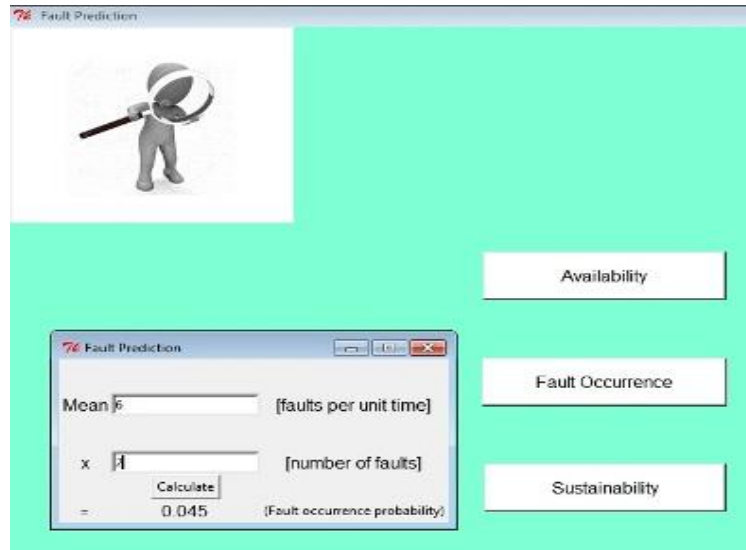 Fault Prediction
Availability
Fault Prediction
Fault Occurrence
Mean 6 [faults per unit time]
x 2 [number of faults]
Calculate
= 0.045 (Fault occurrence probability)
Sustainability